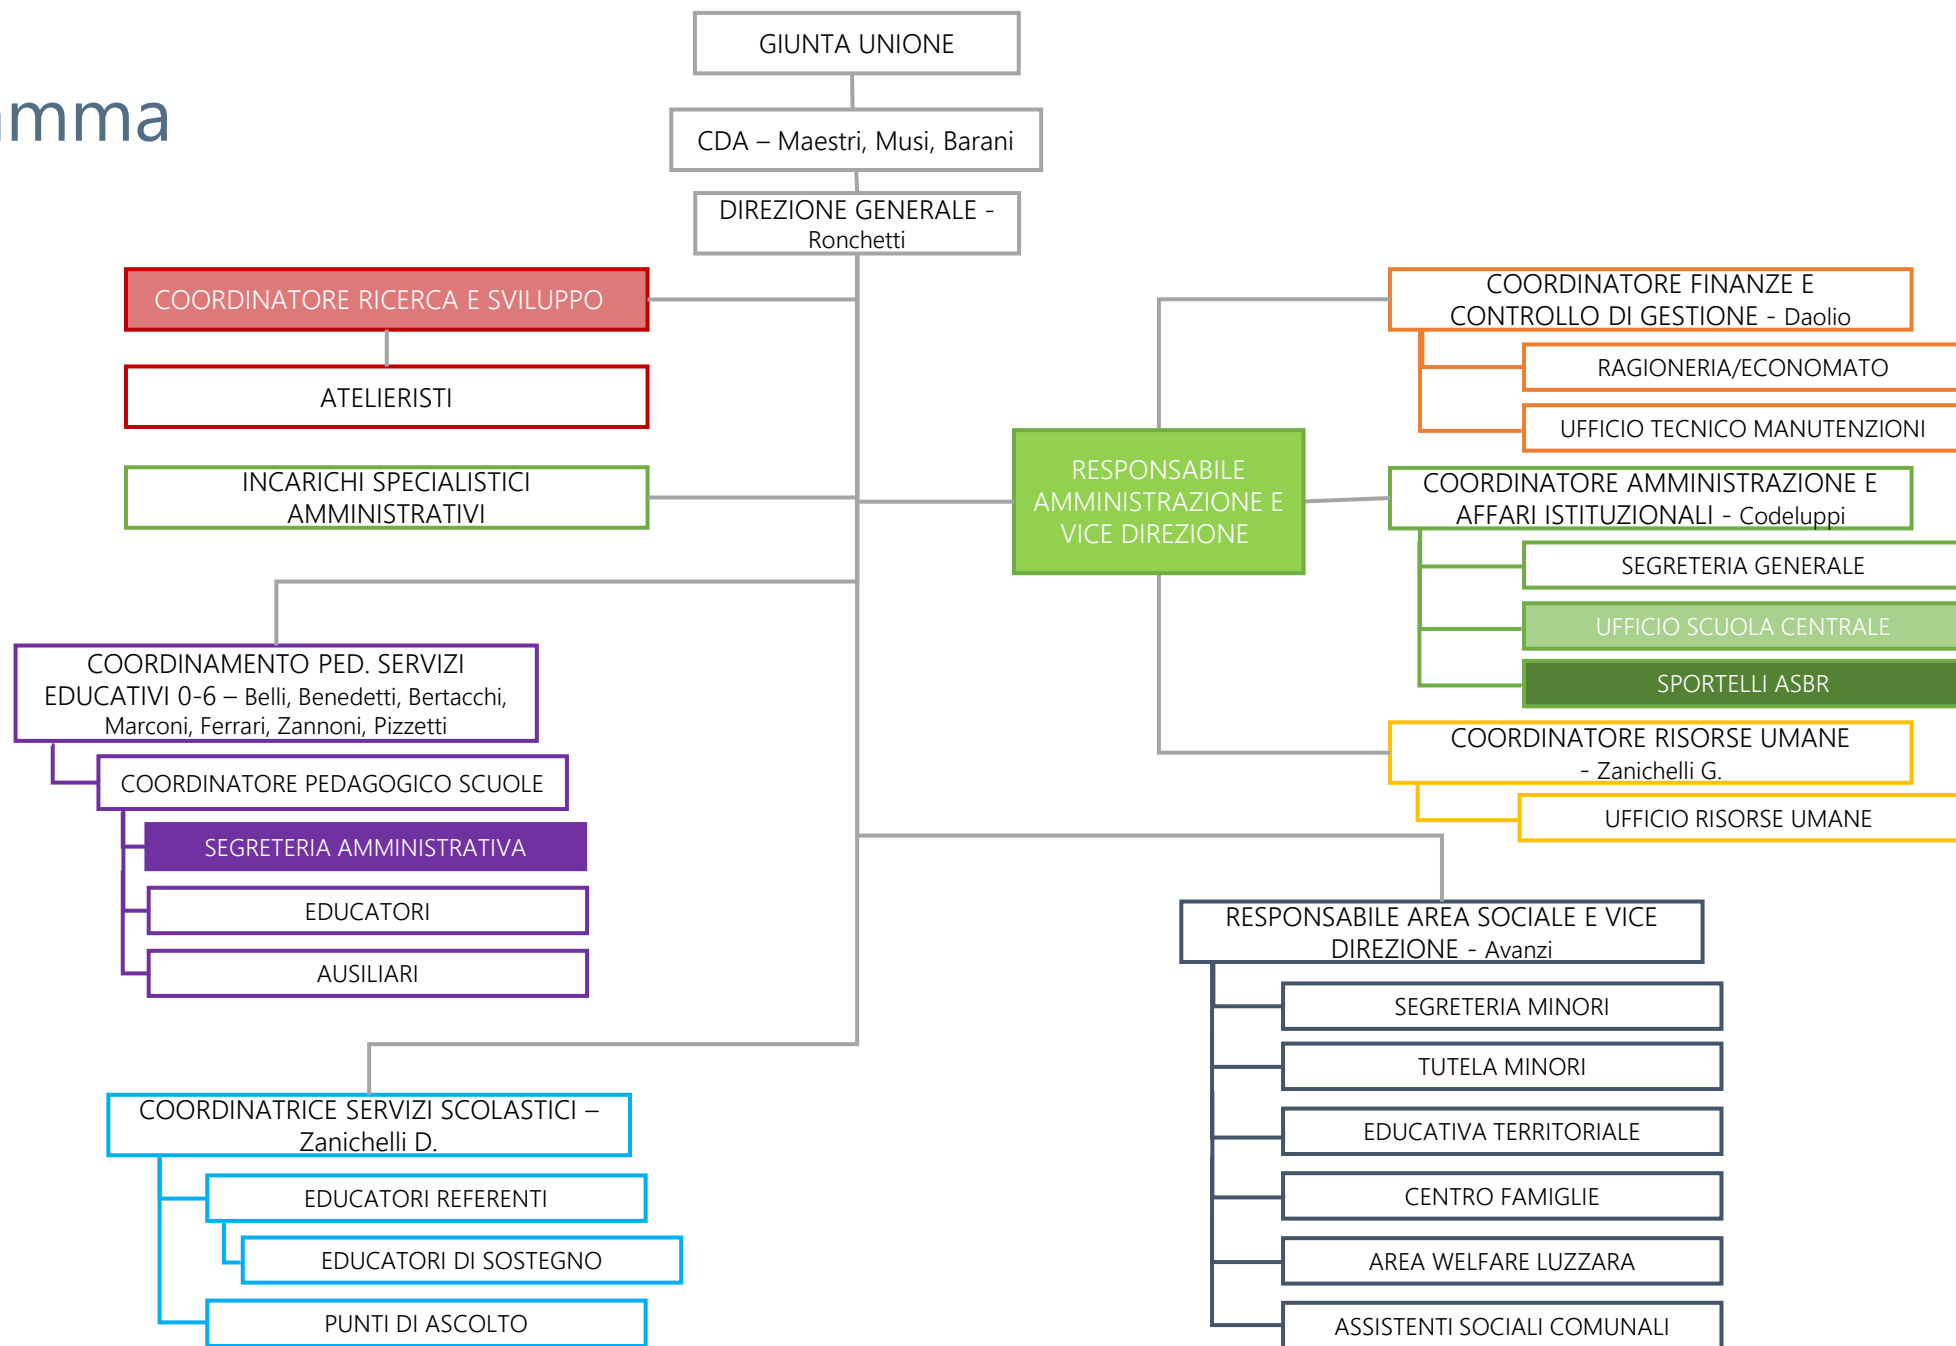 amma
GIUNTA UNIONE
CDA – Maestri, Musi, Barani
DIREZIONE GENERALE -
Ronchetti
COORDINATORE RICERCA E SVILUPPO
ATELIERISTI
INCARICHI SPECIALISTICI
AMMINISTRATIVI
RESPONSABILE
AMMINISTRAZIONE E
VICE DIREZIONE
COORDINATORE FINANZE E
CONTROLLO DI GESTIONE - Daolio
RAGIONERIA/ECONOMATO
UFFICIO TECNICO MANUTENZIONI
COORDINATORE AMMINISTRAZIONE E
AFFARI ISTITUZIONALI - Codeluppi
SEGRETERIA GENERALE
UFFICIO SCUOLA CENTRALE
SPORTELLI ASBR
COORDINATORE RISORSE UMANE
- Zanichelli G.
UFFICIO RISORSE UMANE
COORDINAMENTO PED. SERVIZI
EDUCATIVI 0-6 – Belli, Benedetti, Bertacchi,
Marconi, Ferrari, Zannoni, Pizzetti
COORDINATORE PEDAGOGICO SCUOLE
SEGRETERIA AMMINISTRATIVA
EDUCATORI
AUSILIARI
RESPONSABILE AREA SOCIALE E VICE
DIREZIONE - Avanzi
SEGRETERIA MINORI
TUTELA MINORI
EDUCATIVA TERRITORIALE
CENTRO FAMIGLIE
AREA WELFARE LUZZARA
ASSISTENTI SOCIALI COMUNALI
COORDINATRICE SERVIZI SCOLASTICI –
Zanichelli D.
EDUCATORI REFERENTI
EDUCATORI DI SOSTEGNO
PUNTI DI ASCOLTO